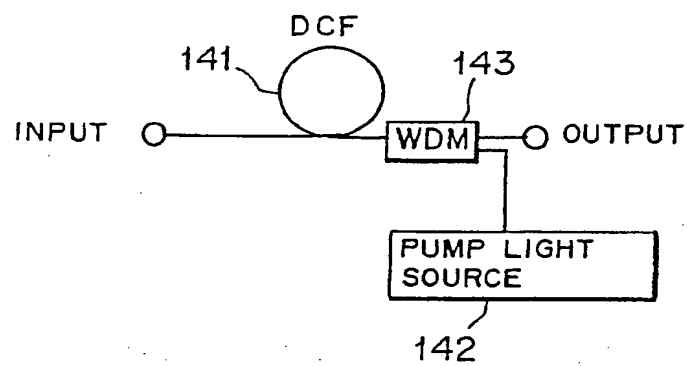 DCF
141
143
INPUT
WDM
OUTPUT
PUMP LIGHT
SOURCE
142